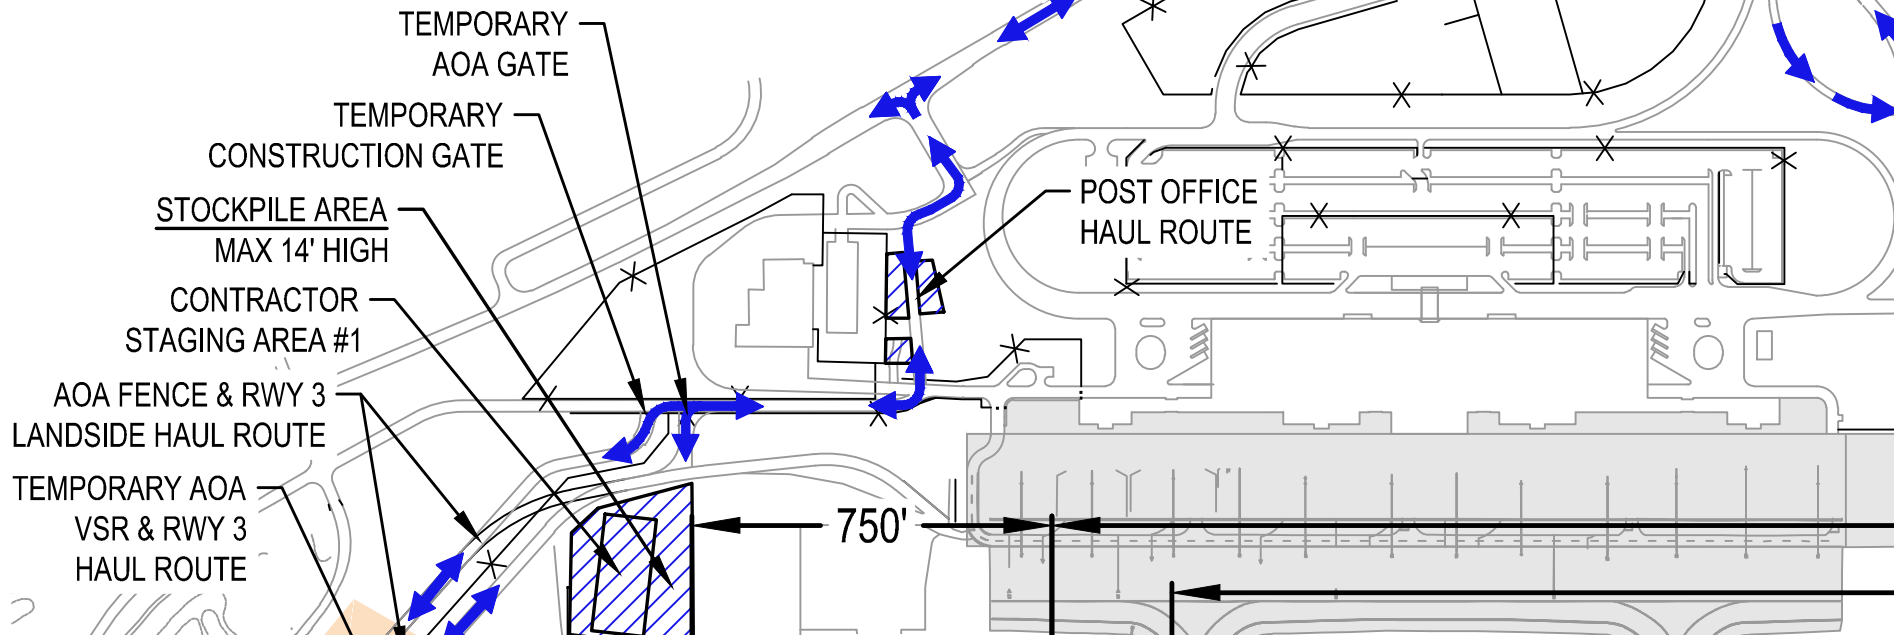 TEMPORARY
AOA GATE
TEMPORARY
CONSTRUCTION GATE
STOCKPILE AREA
MAX 14' HIGH
CONTRACTOR
STAGING AREA #1
AOA FENCE & RWY 3
LANDSIDE HAUL ROUTE
TEMPORARY AOA
VSR & RWY 3
HAUL ROUTE
POST OFFICE
HAUL ROUTE
750'